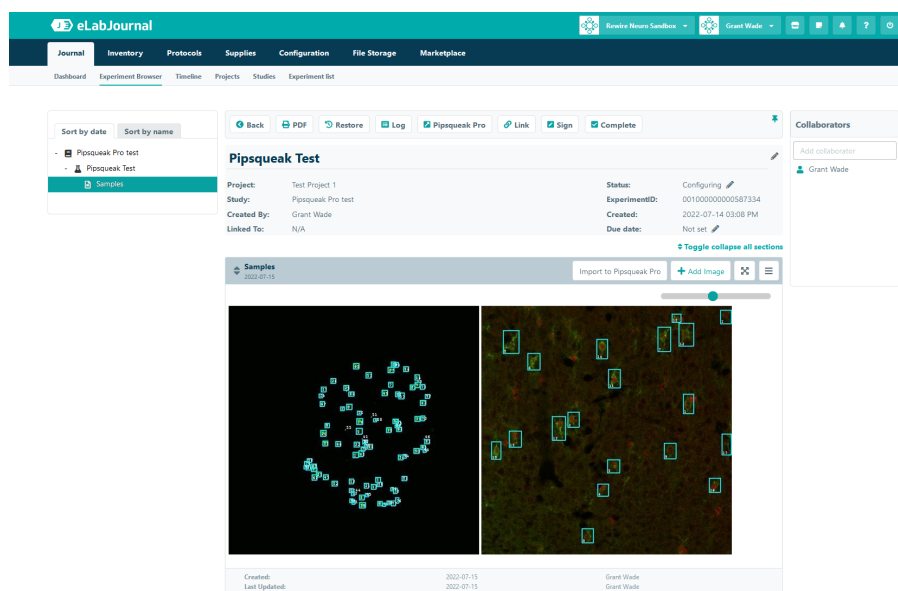 eLabJournal
Rewire Neuro Sandbox
Grant Wade
?
Journal Inventory Protocols Supplies Configuration File Storage Marketplace
Dashboard Experiment Browser Timeline Projects Studies Experiment list
Sort by date Sort by name
Pipsqueak Pro test
Pipsqueak Test
Samples
Back PDF Restore Log Pipsqueak Pro Link Sign Complete
Pipsqueak Test
Project: Test Project 1 Status: Configuring
Study: Pipsqueak Pro test ExperimentID: 001000000000587334
Created By: Grant Wade Created: 2022-07-14 03:08 PM
Linked To: N/A Due date: Not set
Toggle collapse all sections
Samples
2022-07-15
Import to Pipsqueak Pro + Add Image
Created: 2022-07-15 Grant Wade
Last Updated: 2022-07-15 Grant Wade
Collaborators
Add collaborator
Grant Wade